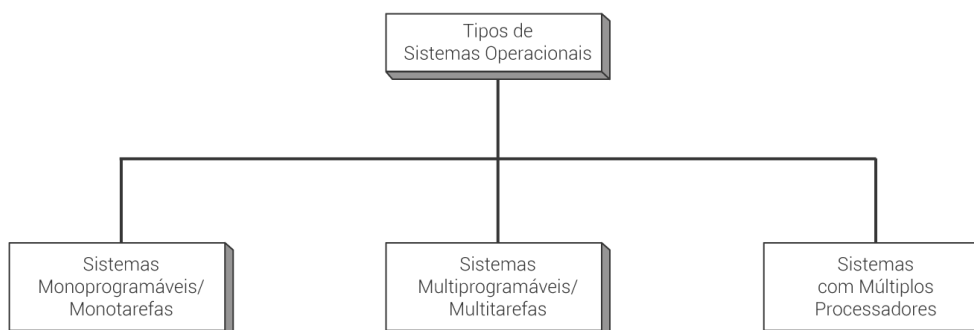 Tipos de
Sistemas Operacionais
Sistemas
Monoprogramáveis/
Monotarefas
Sistemas
Multiprogramáveis/
Multitarefas
Sistemas
com Múltiplos
Processadores